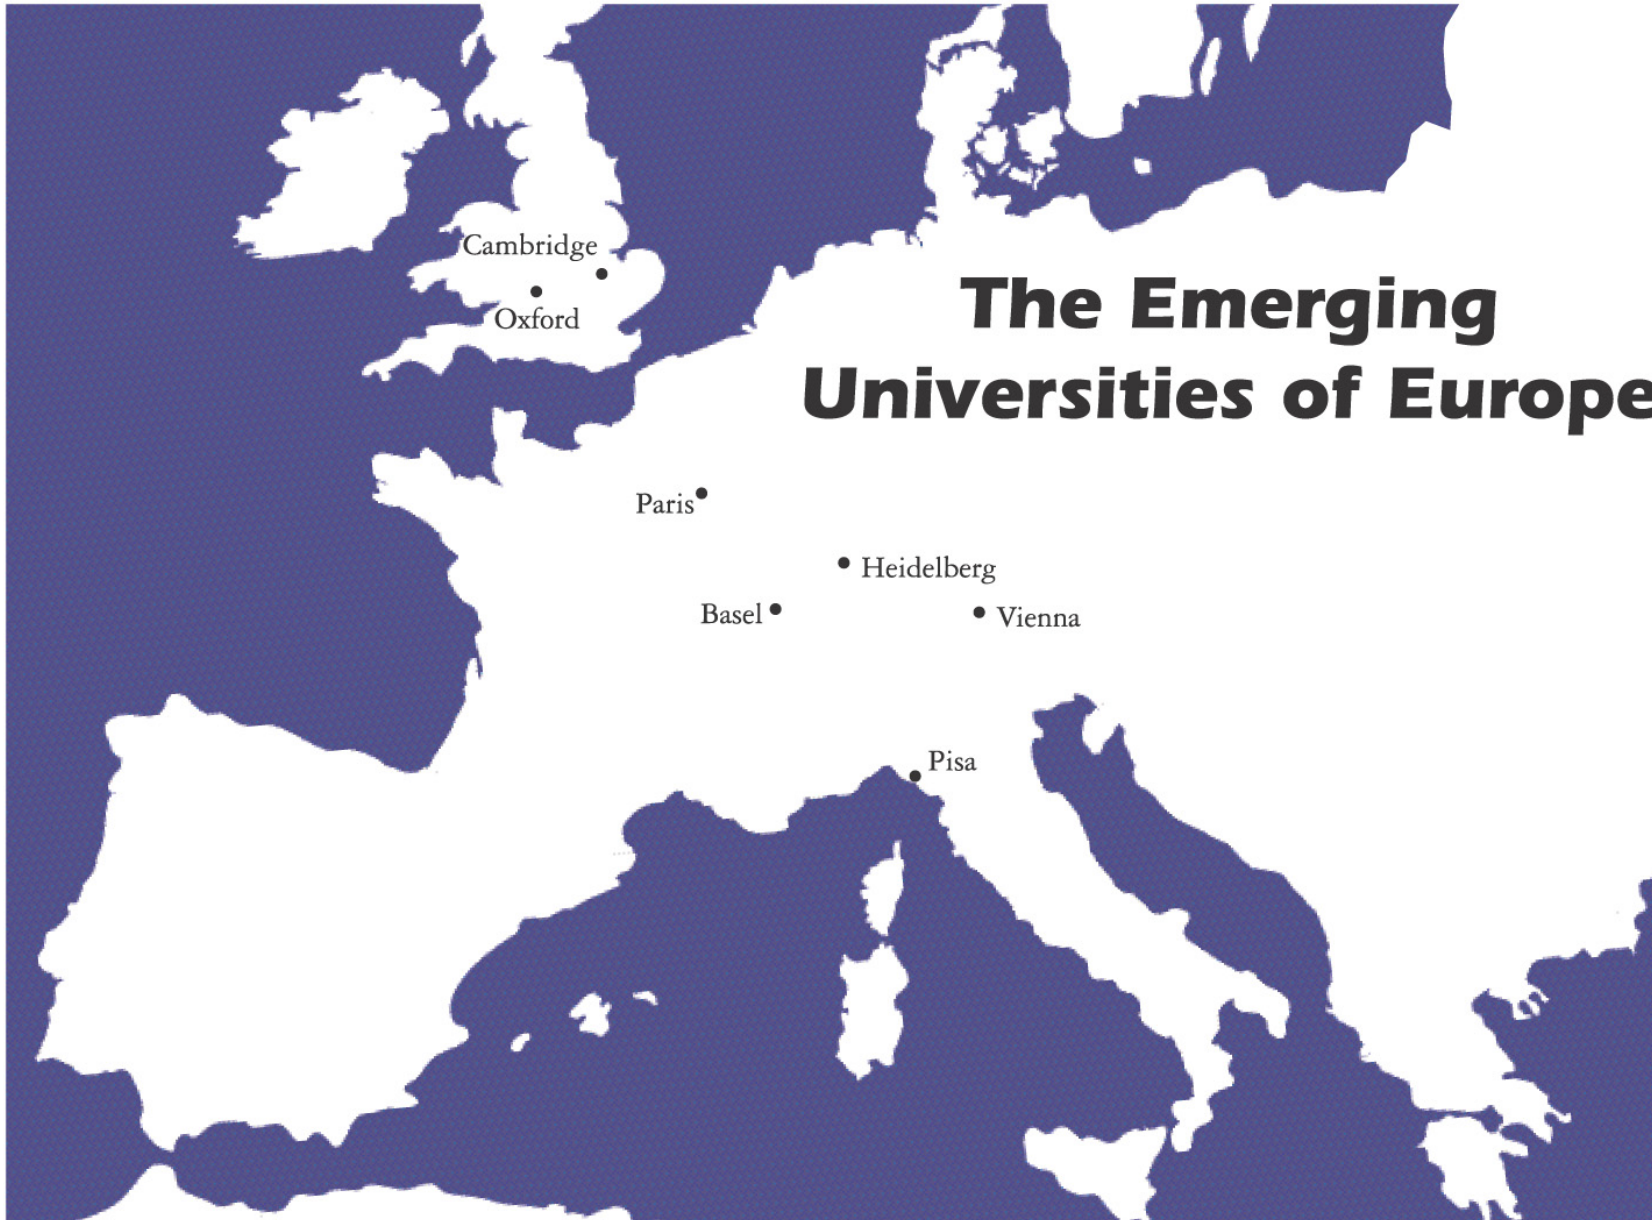 Cambridge
Oxford
The Emerging
Universities of Europe
Paris
Heidelberg
Basel
Vienna
Pisa